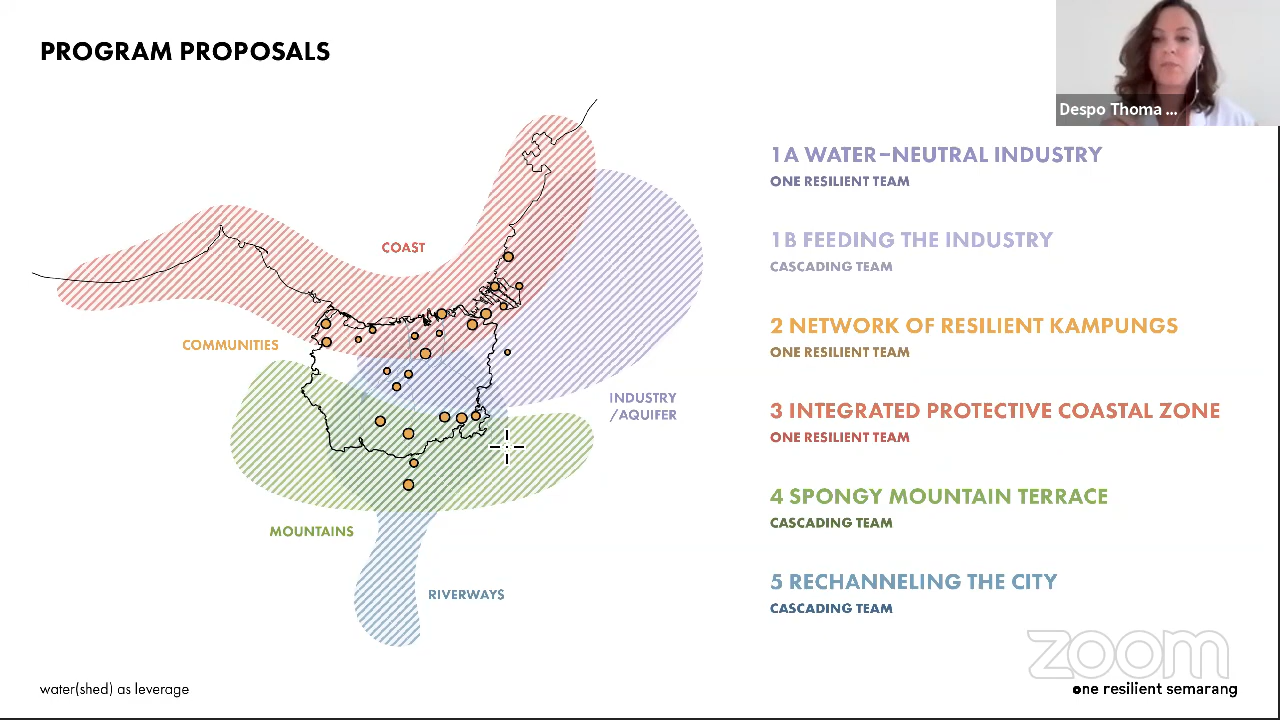 PROGRAM PROPOSALS
Despo Thoma ...
COAST
COMMUNITIES
INDUSTRY
/AQUIFER
MOUNTAINS
RIVERWAYS
1A WATER–NEUTRAL INDUSTRY
ONE RESILIENT TEAM
1B FEEDING THE INDUSTRY
CASCADING TEAM
2 NETWORK OF RESILIENT KAMPUNGS
ONE RESILIENT TEAM
3 INTEGRATED PROTECTIVE COASTAL ZONE
ONE RESILIENT TEAM
4 SPONGY MOUNTAIN TERRACE
CASCADING TEAM
5 RECHANNELING THE CITY
CASCADING TEAM
zoom
water(shed) as leverage
one resilient semarang